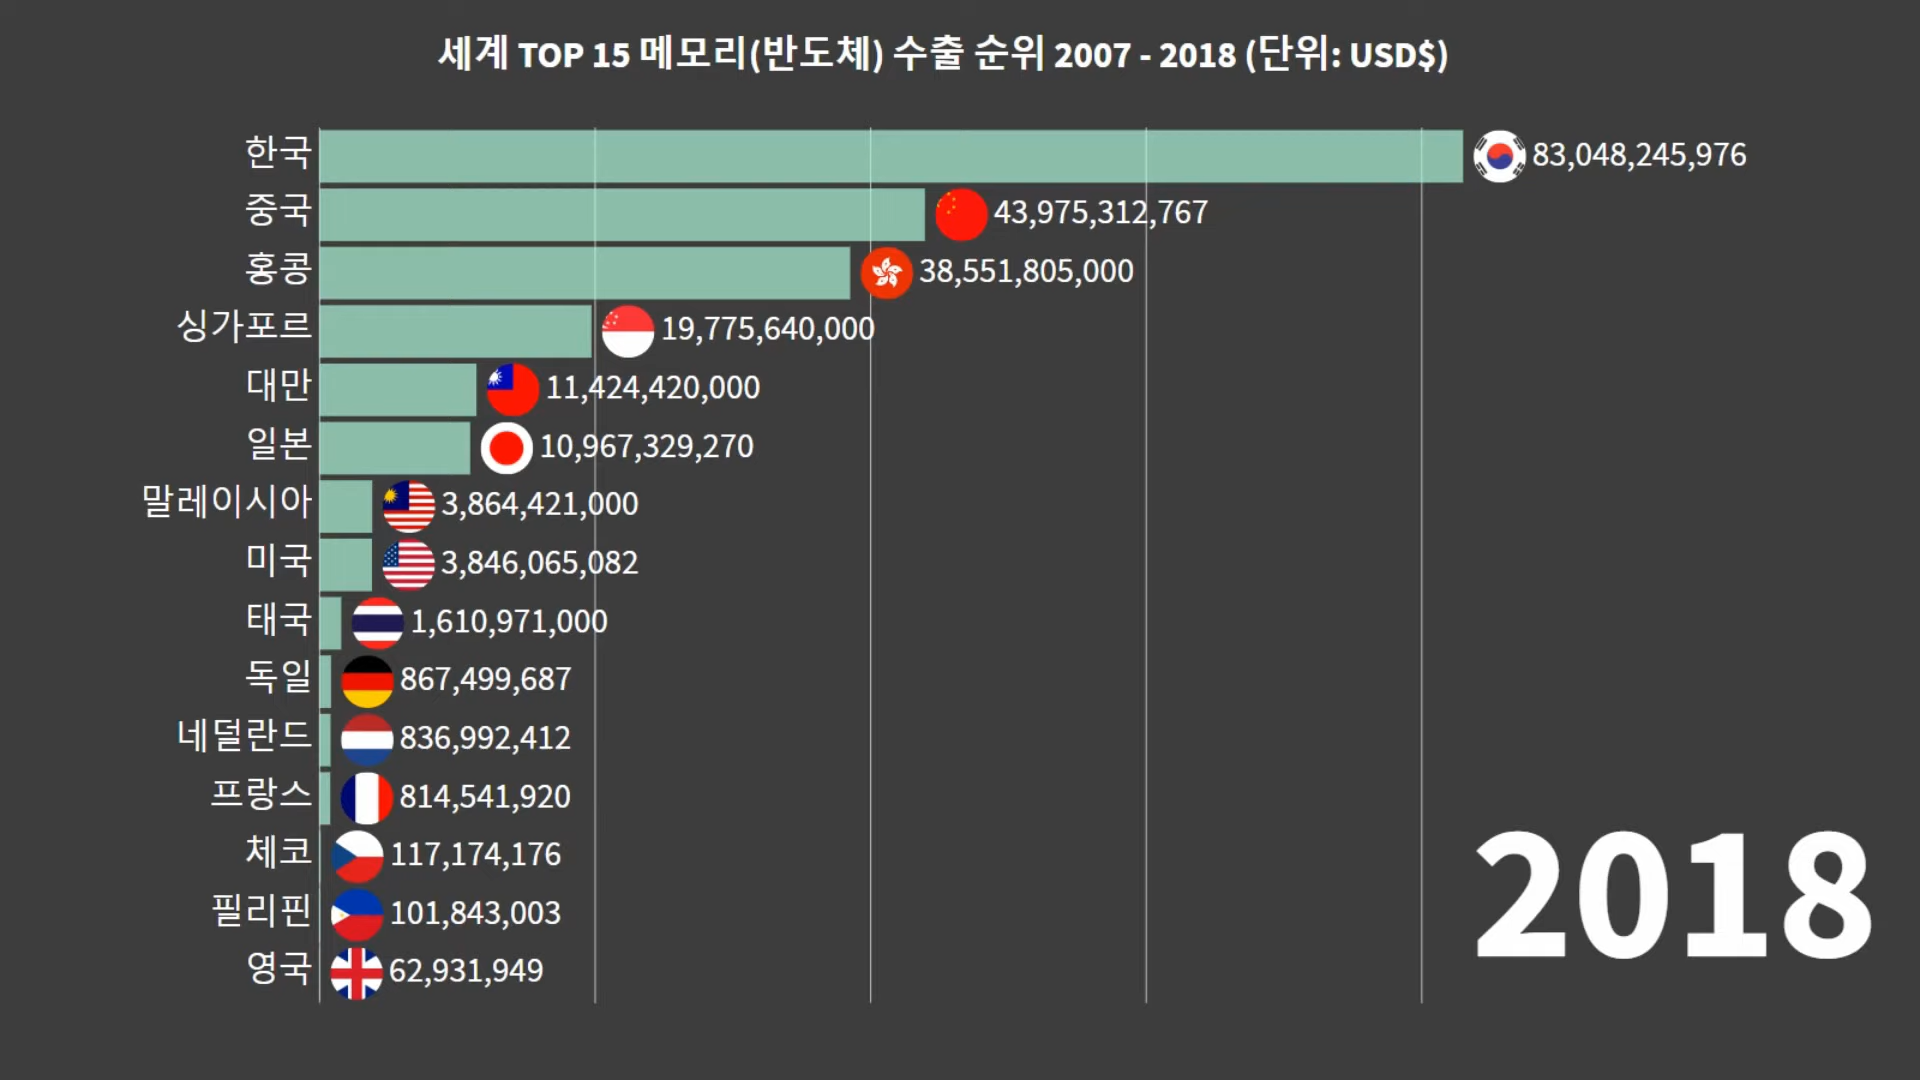 세계 TOP 15 메모리(반도체) 수출 순위 2007 - 2018 (단위: USD$)
한국 83,048,245,976
중국 43,975,312,767
홍콩 38,551,805,000
싱가포르 19,775,640,000
대만 11,424,420,000
일본 10,967,329,270
말레이시아 3,864,421,000
미국 3,846,065,082
태국 1,610,971,000
독일 867,499,687
네덜란드 836,992,412
프랑스 814,541,920
체코 117,174,176
필리핀 101,843,003
영국 62,931,949
2018